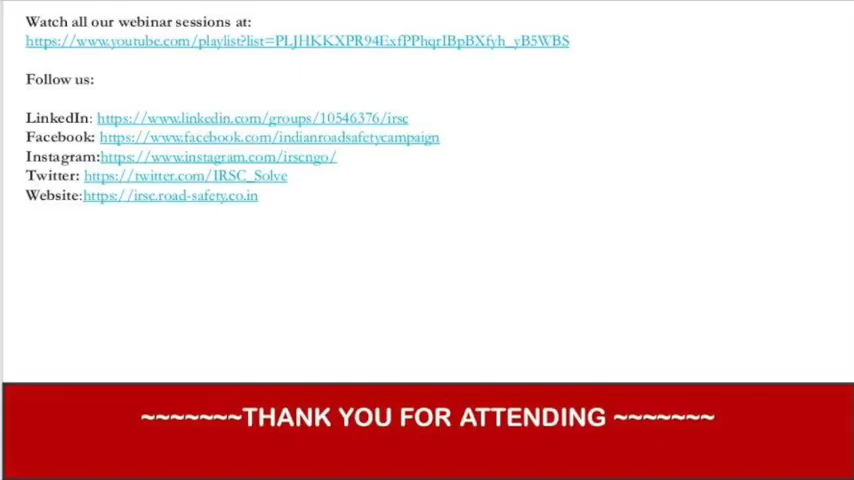 Watch all our webinar sessions at:
https://www.youtube.com/playlist?list=PLJHKKXPR94ExfPPhqrIBpBXfyh_yB5WBS
Follow us:
LinkedIn: https://www.linkedin.com/groups/10546376/irsc
Facebook: https://www.facebook.com/indianroadsafetycampaign
Instagram:https://www.instagram.com/irscngo/
Twitter: https://twitter.com/IRSC_Solve
Website:https://irsc.road-safety.co.in
~~~~~~~THANK YOU FOR ATTENDING ~~~~~~~